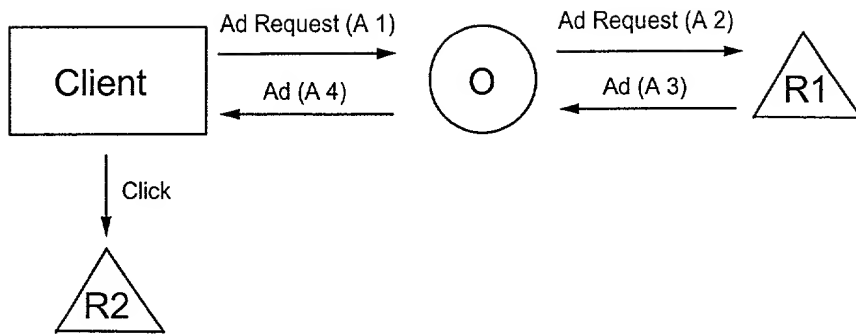 Ad Request (A 1)
Ad Request (A 2)
Client
O
R1
Ad (A 4)
Ad (A 3)
Click
R2